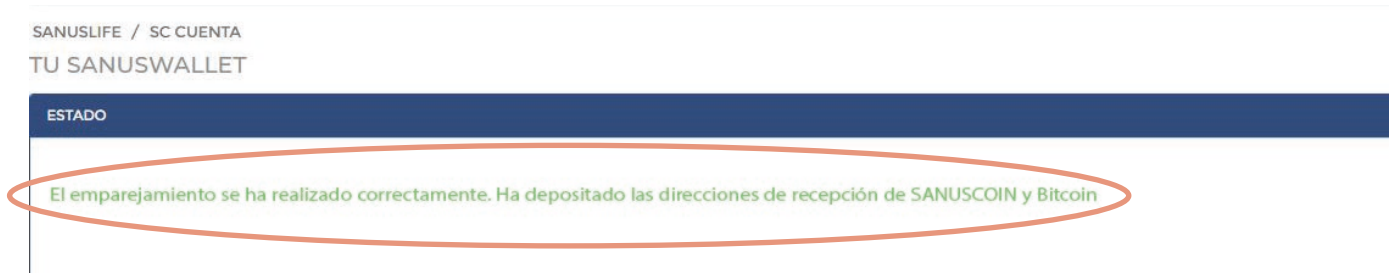 SANUSLIFE / SC CUENTA
TU SANUSWALLET
ESTADO
El emparejamiento se ha realizado correctamente. Ha depositado las direcciones de recepción de SANUSCOIN y Bitcoin